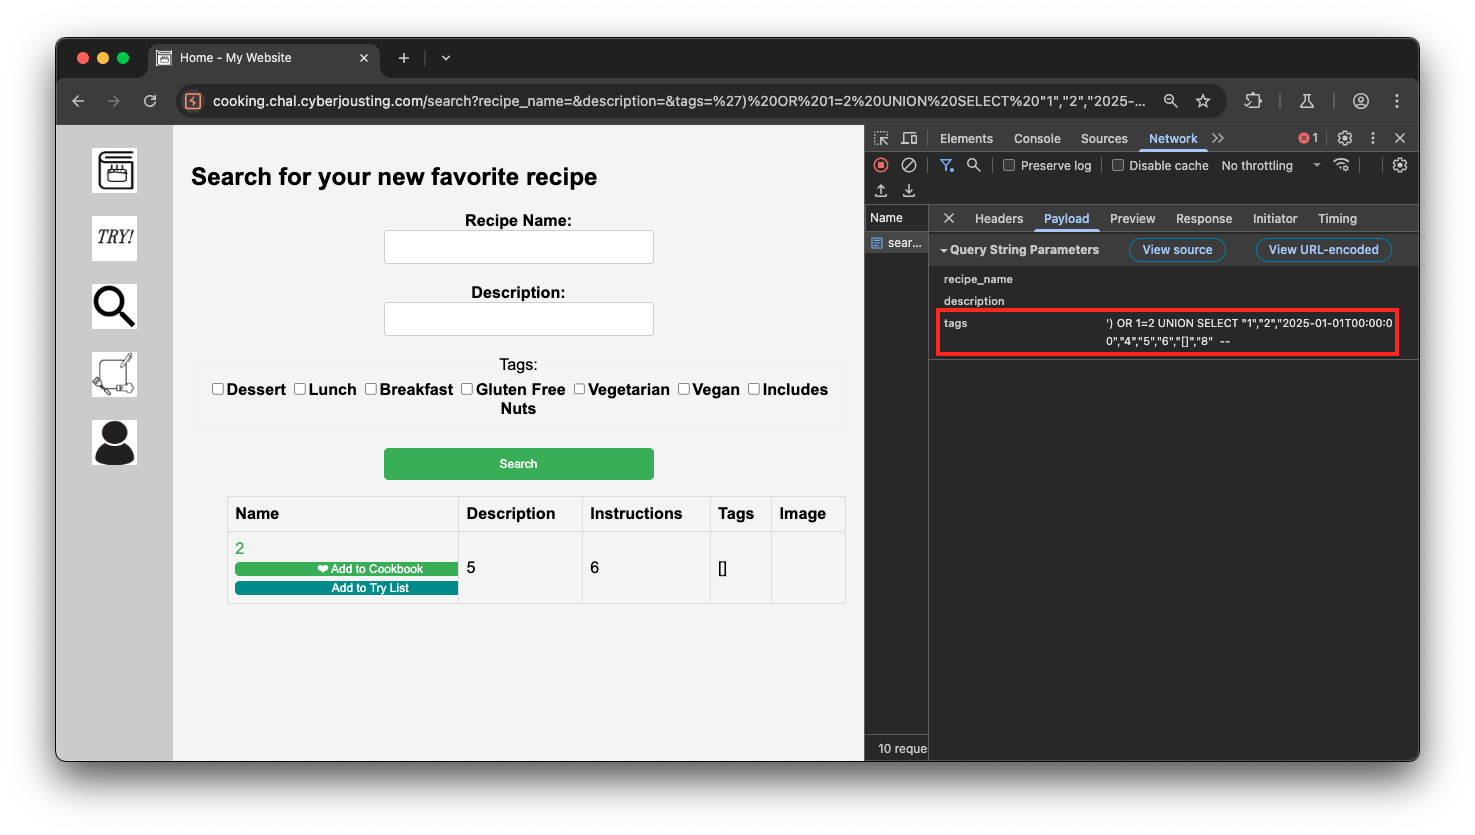 Home - My Website
cooking.chal.cyberjousting.com/search?recipe_name=&description=&tags=%27)%20OR%201=2%20UNION%20SELECT%20"1","2","2025-...
TRY!
Search for your new favorite recipe
Recipe Name:
Description:
Tags:
Dessert Lunch Breakfast Gluten Free Vegetarian Vegan Includes
Nuts
Search
Name Description Instructions Tags Image
2
❤ Add to Cookbook
Add to Try List
5 6 []
Elements Console Sources Network 1
Preserve log Disable cache No throttling
Name
Headers Payload Preview Response Initiator Timing
sear...
Query String Parameters View source View URL-encoded
recipe_name
description
tags ') OR 1=2 UNION SELECT "1","2","2025-01-01T00:00:0
0","4","5","6","[]","8" --
10 reque